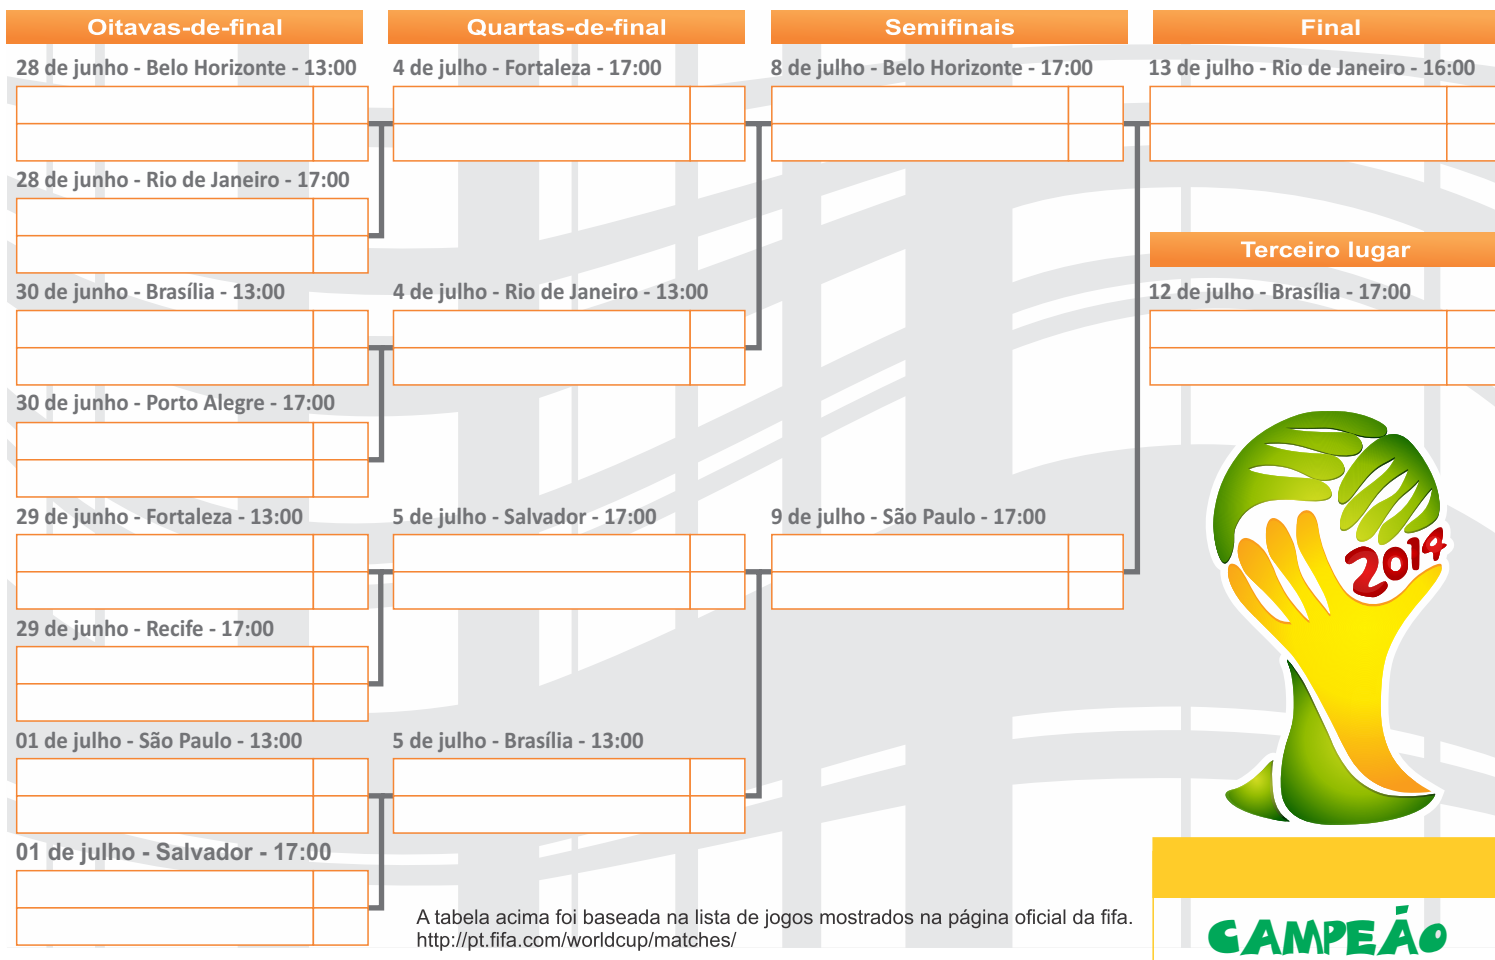 Oitavas-de-final
28 de junho - Belo Horizonte - 13:00
28 de junho - Rio de Janeiro - 17:00
30 de junho - Brasília - 13:00
30 de junho - Porto Alegre - 17:00
29 de junho - Fortaleza - 13:00
29 de junho - Recife - 17:00
01 de julho - São Paulo - 13:00
01 de julho - Salvador - 17:00
Quartas-de-final
4 de julho - Fortaleza - 17:00
4 de julho - Rio de Janeiro - 13:00
5 de julho - Salvador - 17:00
5 de julho - Brasília - 13:00
Semifinais
8 de julho - Belo Horizonte - 17:00
9 de julho - São Paulo - 17:00
Final
13 de julho - Rio de Janeiro - 16:00
Terceiro lugar
12 de julho - Brasília - 17:00
2014
CAMPEÃO
A tabela acima foi baseada na lista de jogos mostrados na página oficial da fifa.
http://pt.fifa.com/worldcup/matches/